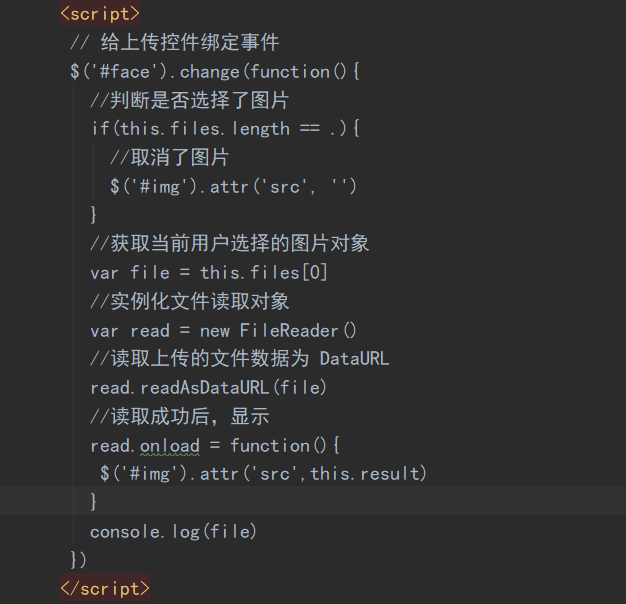 <script>
// 给上传控件绑定事件
$('#face').change(function(){
//判断是否选择了图片
if(this.files.length == .){
//取消了图片
$('#img').attr('src', '')
}
//获取当前用户选择的图片对象
var file = this.files[0]
//实例化文件读取对象
var read = new FileReader()
//读取上传的文件数据为 DataURL
read.readAsDataURL(file)
//读取成功后，显示
read.onload = function(){
$('#img').attr('src',this.result)
}
console.log(file)
})
</script>